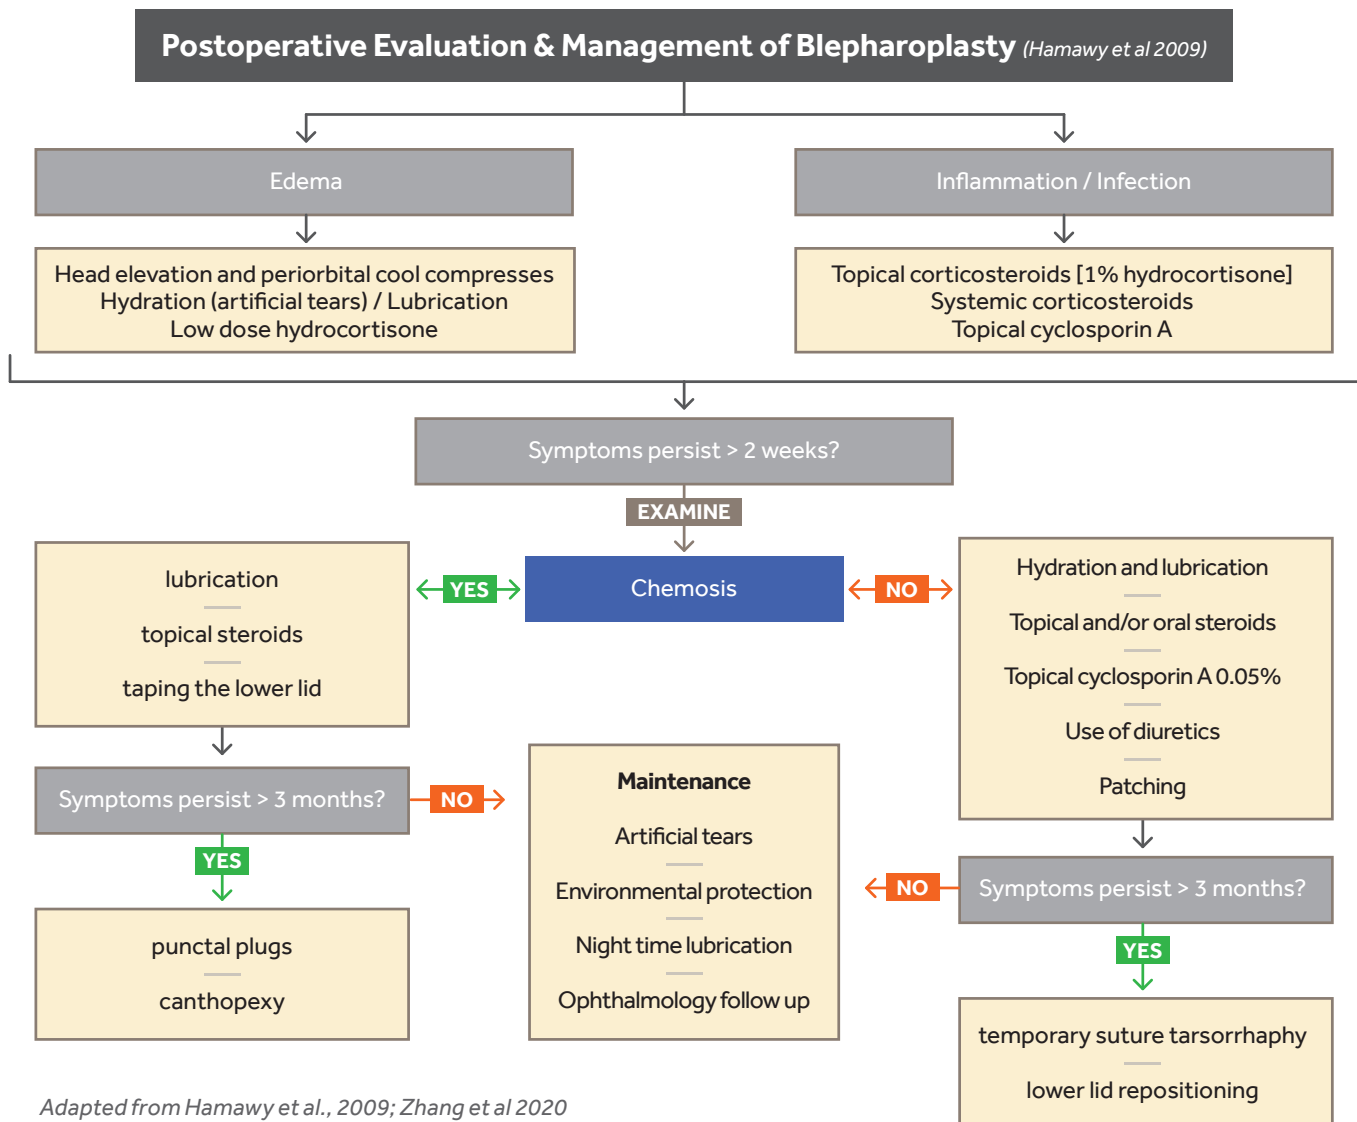 Postoperative Evaluation & Management of Blepharoplasty (Hamawy et al 2009)
Edema
Inflammation / Infection
Head elevation and periorbital cool compresses
Hydration (artificial tears) / Lubrication
Low dose hydrocortisone
Topical corticosteroids [1% hydrocortisone]
Systemic corticosteroids
Topical cyclosporin A
Symptoms persist > 2 weeks?
EXAMINE
Chemosis
YES
NO
lubrication
topical steroids
taping the lower lid
Hydration and lubrication
Topical and/or oral steroids
Topical cyclosporin A 0.05%
Use of diuretics
Patching
Symptoms persist > 3 months?
NO
YES
punctal plugs
canthopexy
Maintenance
Artificial tears
Environmental protection
Night time lubrication
Ophthalmology follow up
Symptoms persist > 3 months?
NO
YES
temporary suture tarsorrhaphy
lower lid repositioning
Adapted from Hamawy et al., 2009; Zhang et al 2020